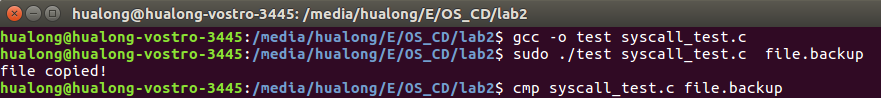 hualong@hualong-vostro-3445: /media/hualong/E/OS_CD/lab2
hualong@hualong-vostro-3445:/media/hualong/E/OS_CD/lab2$ gcc -o test syscall_test.c
hualong@hualong-vostro-3445:/media/hualong/E/OS_CD/lab2$ sudo ./test syscall_test.c  file.backup
file copied!
hualong@hualong-vostro-3445:/media/hualong/E/OS_CD/lab2$ cmp syscall_test.c file.backup